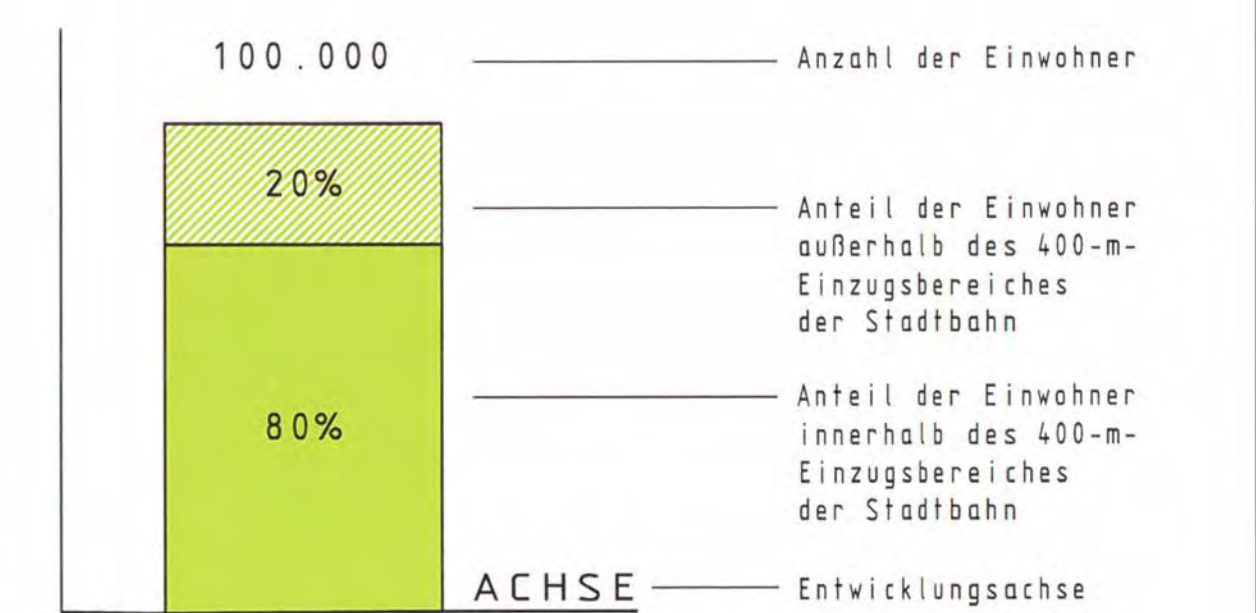 100.000
Anzahl der Einwohner
20%
Anteil der Einwohner
außerhalb des 400-m-
Einzugsbereiches
der Stadtbahn
80%
Anteil der Einwohner
innerhalb des 400-m-
Einzugsbereiches
der Stadtbahn
ACHSE
Entwicklungsachse